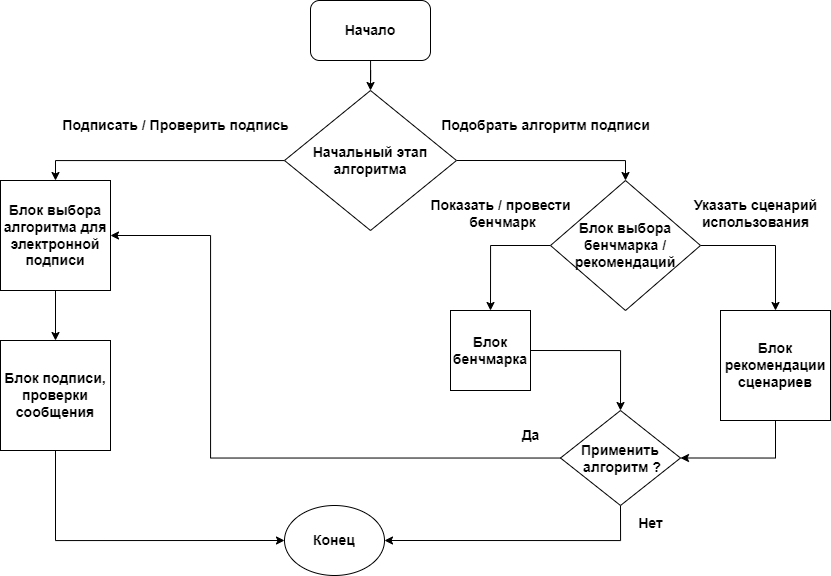 Начало
Подписать / Проверить подпись
Подобрать алгоритм подписи
Начальный этап
алгоритма
Показать / провести
бенчмарк
Указать сценарий
использования
Блок выбора
алгоритма для
электронной
подписи
Блок выбора
бенчмарка /
рекомендаций
Блок
бенчмарка
Блок
рекомендации
сценариев
Блок подписи,
проверки
сообщения
Да
Применить
алгоритм ?
Нет
Конец